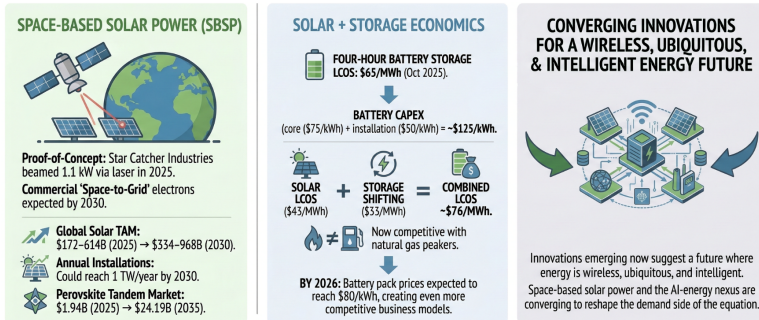 SPACE-BASED SOLAR POWER (SBSP)
Proof-of-Concept: Star Catcher Industries
beamed 1.1 kW via laser in 2025.
Commercial ‘Space-to-Grid’ electrons
expected by 2030.
Global Solar TAM:
$172–614B (2025) → $334–968B (2030).
Annual Installations:
Could reach 1 TW/year by 2030.
Perovskite Tandem Market:
$1.94B (2025) → $24.19B (2035).
SOLAR + STORAGE ECONOMICS
FOUR-HOUR BATTERY STORAGE
LCOS: $65/MWh (Oct 2025).
BATTERY CAPEX
(core ($75/kWh) + installation ($50/kWh) = ~$125/kWh.
SOLAR
LCOS
($43/MWh)
+
STORAGE
SHIFTING
($33/MWh)
=
COMBINED
LCOS
~$76/MWh.
≠
Now competitive with
natural gas peakers.
BY 2026: Battery pack prices expected to
reach $80/kWh, creating even more
competitive business models.
CONVERGING INNOVATIONS
FOR A WIRELESS, UBIQUITOUS,
& INTELLIGENT ENERGY FUTURE
Innovations emerging now suggest a future where
energy is wireless, ubiquitous, and intelligent.
Space-based solar power and the AI-energy nexus are
converging to reshape the demand side of the equation.